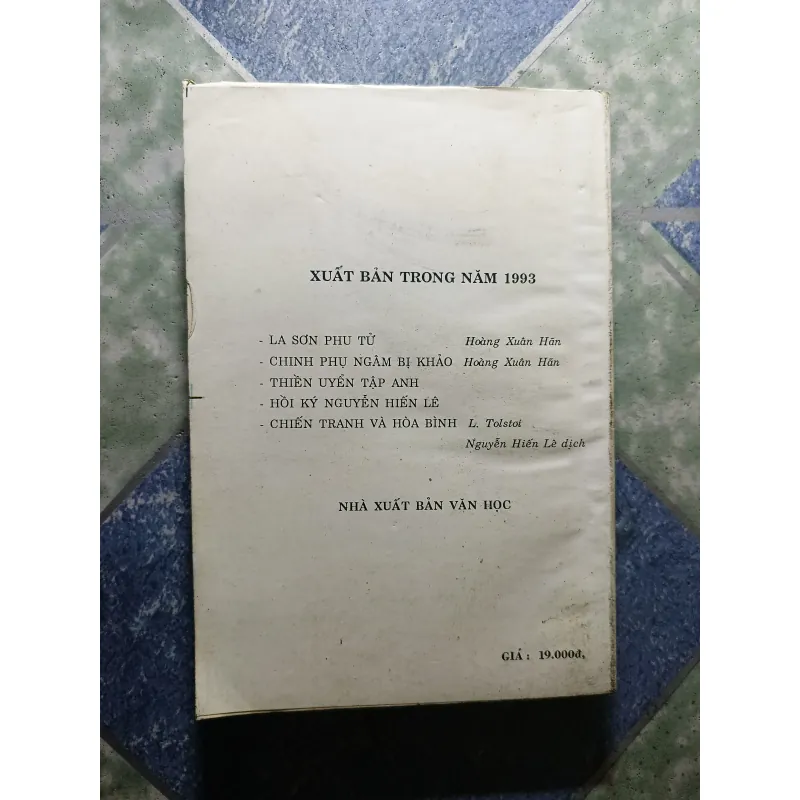 XUẤT BẢN TRONG NĂM 1993
- LA SƠN PHU TỬ Hoàng Xuân Hãn
- CHINH PHỤ NGÂM BỊ KHẢO Hoàng Xuân Hãn
- THIỀN UYỂN TẬP ANH
- HỒI KÝ NGUYỄN HIẾN LÊ
- CHIẾN TRANH VÀ HÒA BÌNH L. Tolstoi
Nguyễn Hiến Lê dịch
NHÀ XUẤT BẢN VĂN HỌC
GIÁ : 19.000đ.